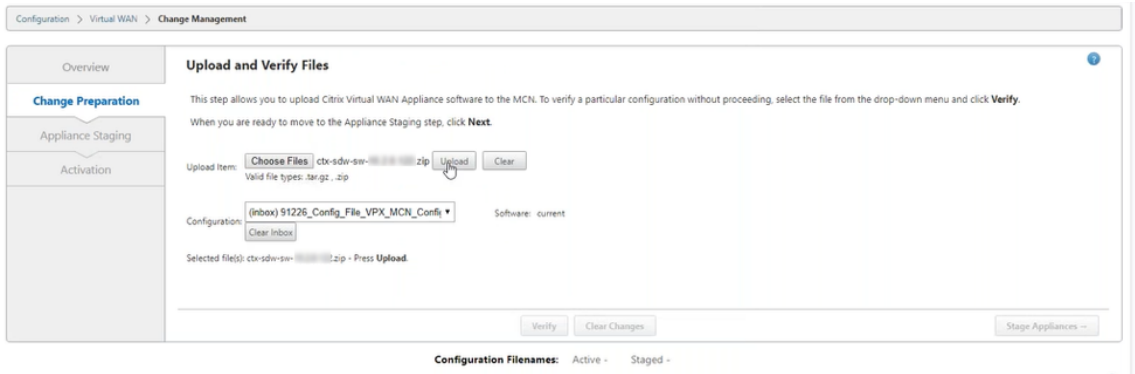 Configuration > Virtual WAN > Change Management
Overview
Change Preparation
Appliance Staging
Activation
Upload and Verify Files
?
This step allows you to upload Citrix Virtual WAN Appliance software to the MCN. To verify a particular configuration without proceeding, select the file from the drop-down menu and click Verify.
When you are ready to move to the Appliance Staging step, click Next.
Upload Item: Choose Files ctx-sdw-sw- zip Upload Clear
Valid file types: .tar.gz , .zip
Configuration: (inbox) 91226_Config_File_VPX_MCN_Config Software: current
Clear Inbox
Selected file(s): ctx-sdw-sw- .zip - Press Upload.
Verify Clear Changes Stage Appliances →
Configuration Filenames: Active - Staged -